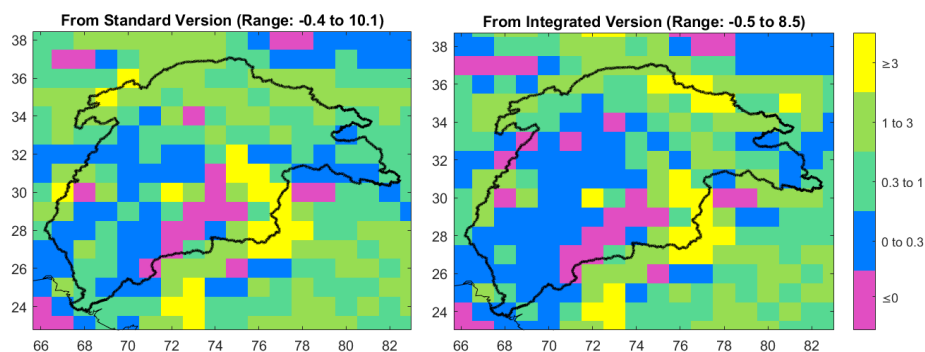 From Standard Version (Range: -0.4 to 10.1)
From Integrated Version (Range: -0.5 to 8.5)
38
36
34
32
30
28
26
24
66 68 70 72 74 76 78 80 82
38
36
34
32
30
28
26
24
66 68 70 72 74 76 78 80 82
≥3
1 to 3
0.3 to 1
0 to 0.3
≤0